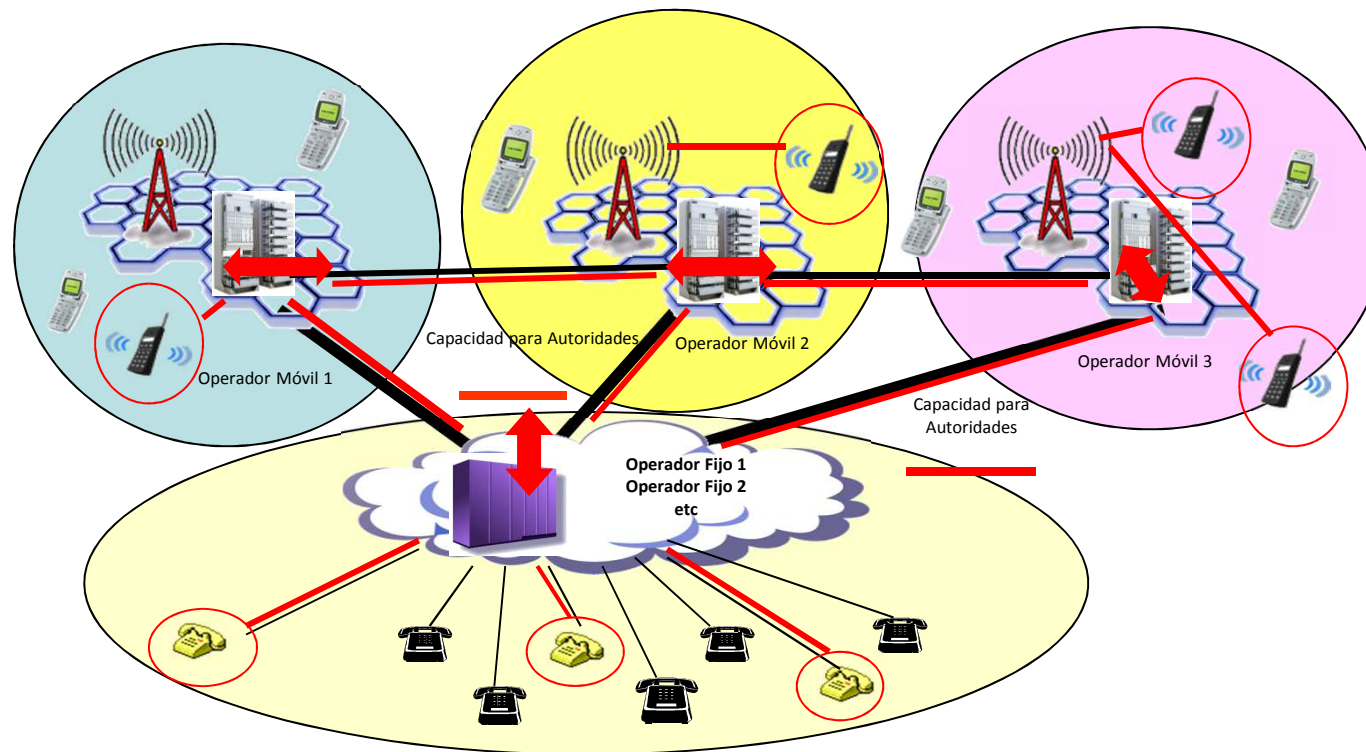 Capacidad para Autoridades
Operador Móvil 2
Operador Móvil 3
Operador Móvil 1
Capacidad para
Autoridades
Operador Fijo 1
Operador Fijo 2
etc